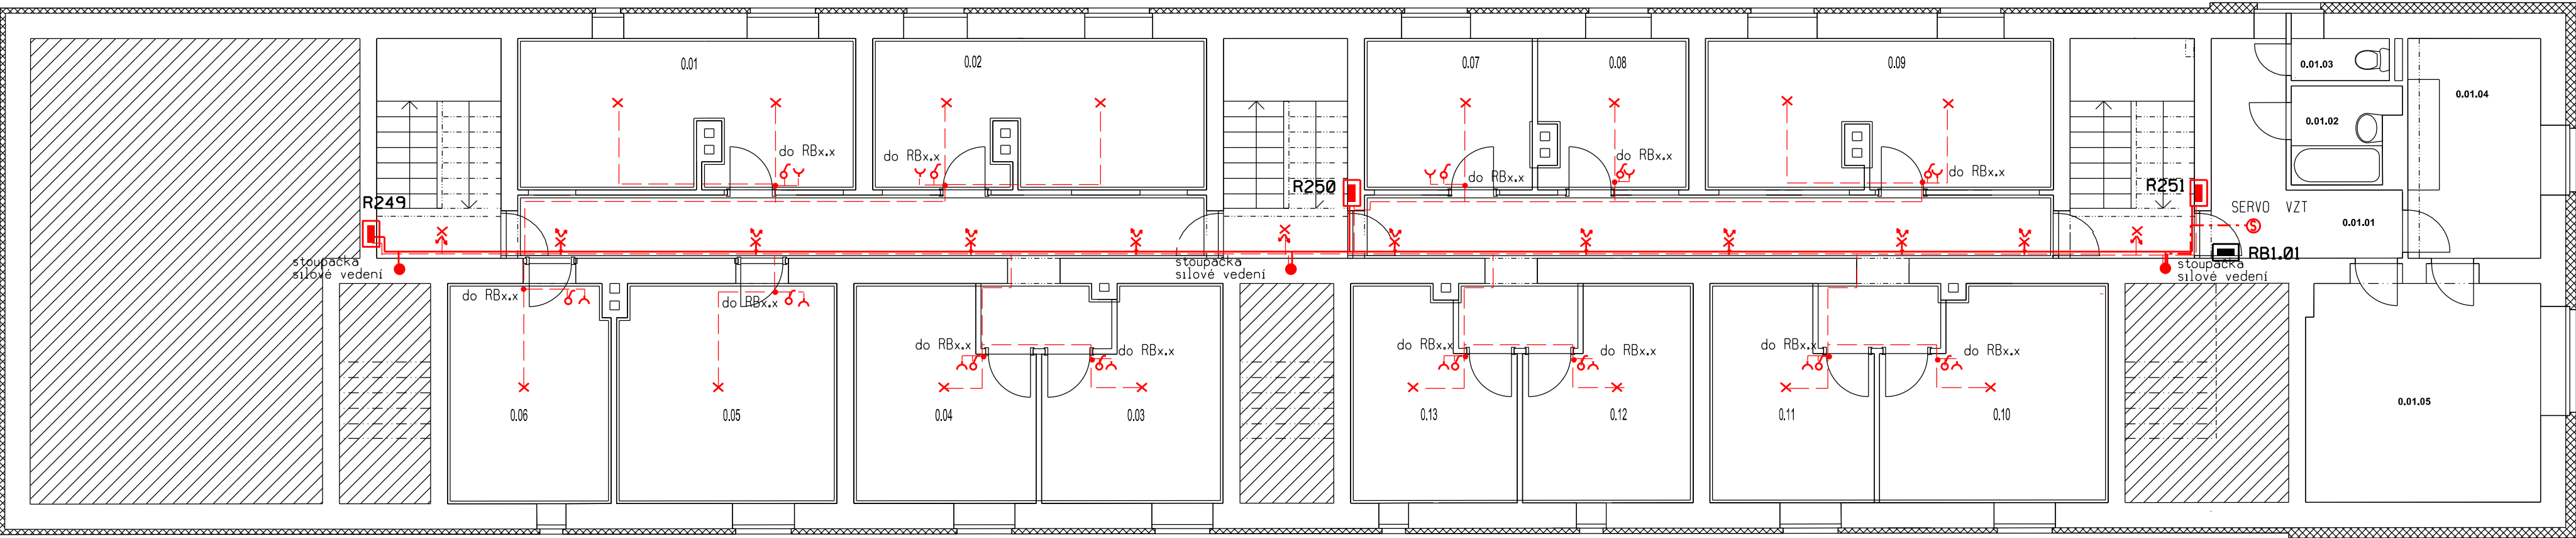 0.01
0.02
0.07
0.08
0.09
0.01.03
0.01.04
0.01.02
do RBx.x
do RBx.x
do RBx.x
do RBx.x
do RBx.x
R249
R250
R251
SERVO VZT
S
0.01.01
RB1.01
stoupačka
silové vedení
stoupačka
silové vedení
stoupačka
silové vedení
do RBx.x
do RBx.x
do RBx.x
do RBx.x
do RBx.x
do RBx.x
do RBx.x
do RBx.x
0.06
0.05
0.04
0.03
0.13
0.12
0.11
0.10
0.01.05